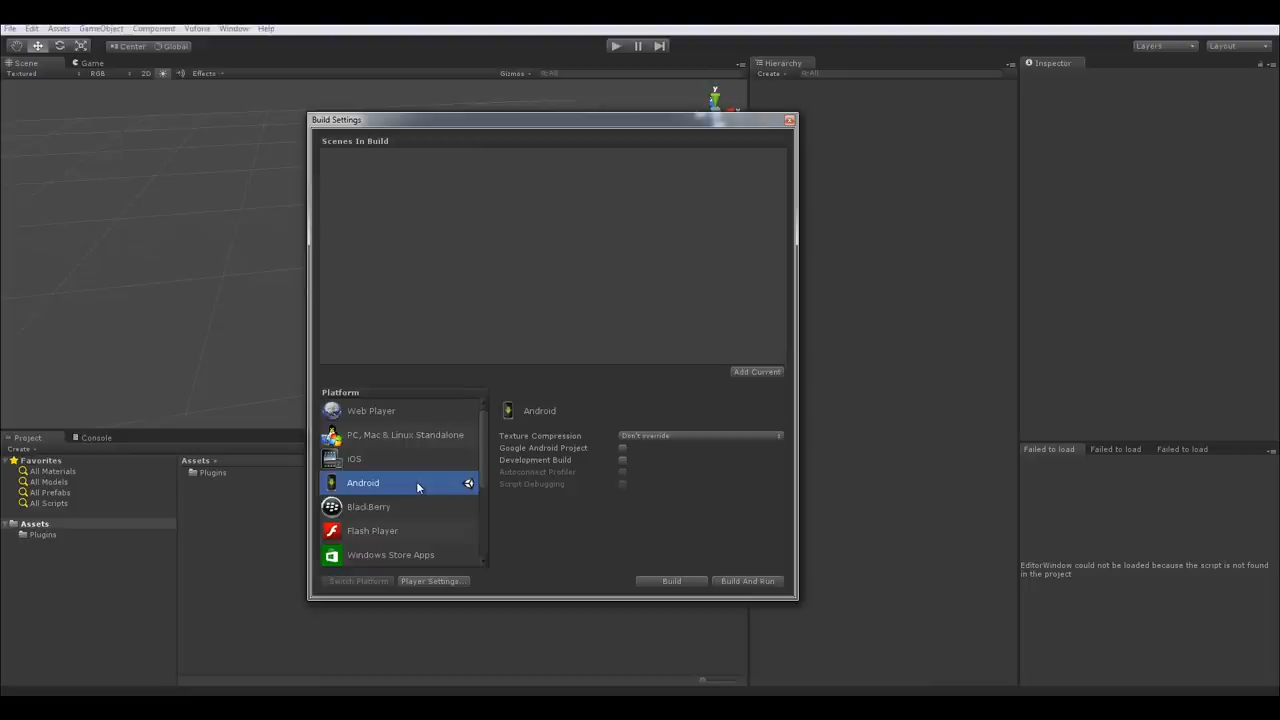 File Edit Assets GameObject Component Vuforia Window Help
Center Global Layers Layout
Scene Game Hierarchy Inspector
Textured RGB 2D Effects Gizmos All Create All
Build Settings
Scenes In Build
Add Current
Platform
Web Player
PC, Mac & Linux Standalone
iOS
Android
BlackBerry
Flash Player
Windows Store Apps
Android
Texture Compression Don't override
Google Android Project
Development Build
Autoconnect Profiler
Script Debugging
Switch Platform Player Settings... Build Build And Run
Project Console
Create
Favorites
All Materials
All Models
All Prefabs
All Scripts
Assets
Plugins
Assets
Plugins
Failed to load Failed to load Failed to load
EditorWindow could not be loaded because the script is not found
in the project